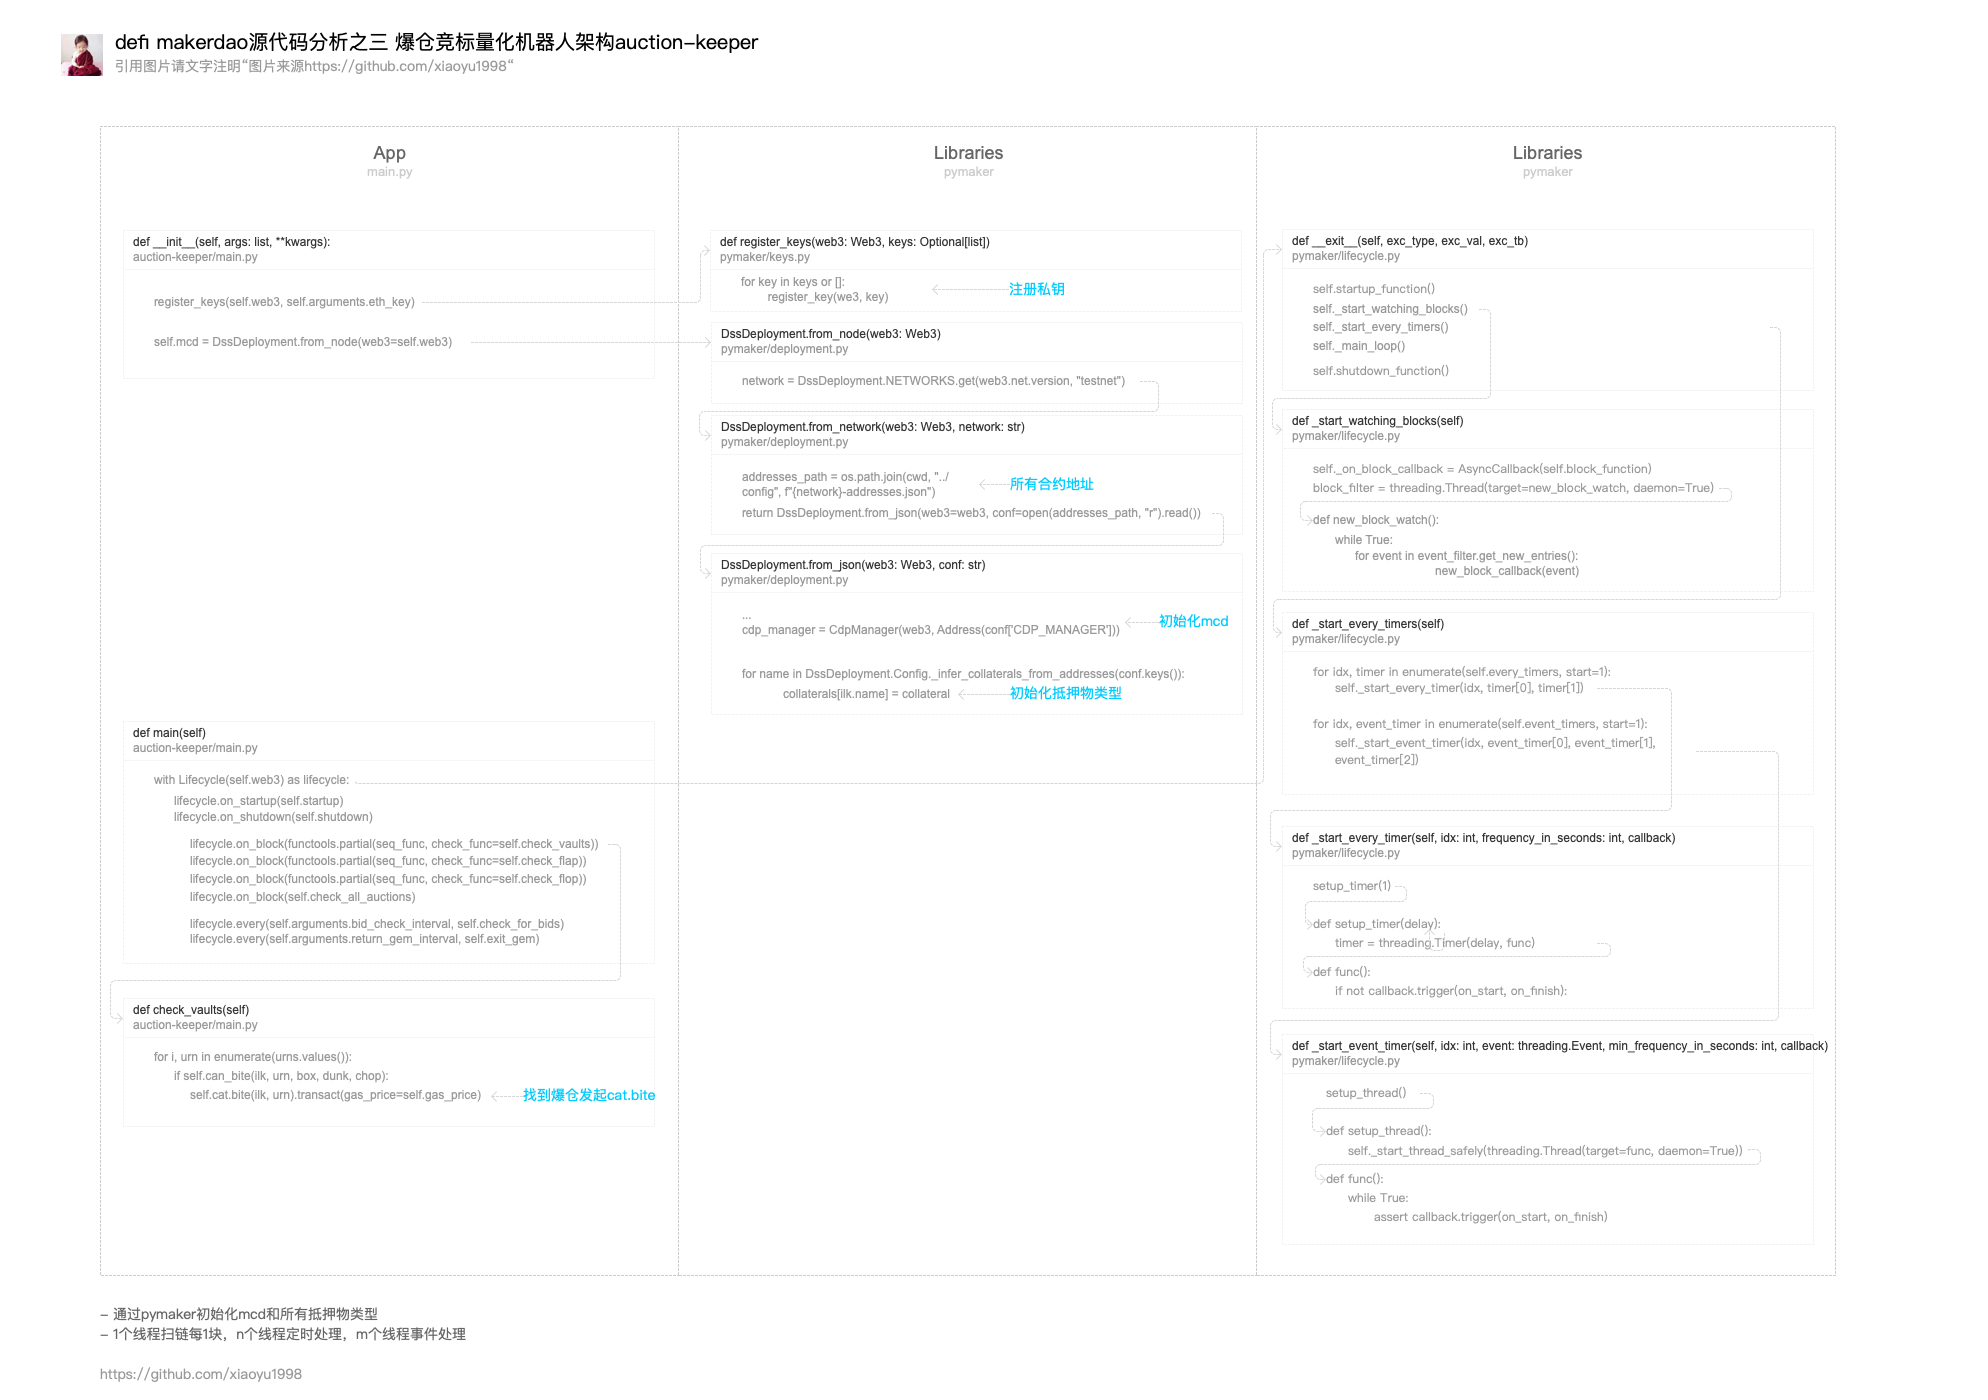 defi makerdao源代码分析之三 爆仓竞标量化机器人架构auction-keeper
引用图片请文字注明“图片来源https://github.com/xiaoyu1998“
App
main.py
def __init__(self, args: list, **kwargs):
auction-keeper/main.py
register_keys(self.web3, self.arguments.eth_key)
self.mcd = DssDeployment.from_node(web3=self.web3)
def main(self)
auction-keeper/main.py
with Lifecycle(self.web3) as lifecycle:
lifecycle.on_startup(self.startup)
lifecycle.on_shutdown(self.shutdown)
lifecycle.on_block(functools.partial(seq_func, check_func=self.check_vaults))
lifecycle.on_block(functools.partial(seq_func, check_func=self.check_flap))
lifecycle.on_block(functools.partial(seq_func, check_func=self.check_flop))
lifecycle.on_block(self.check_all_auctions)
lifecycle.every(self.arguments.bid_check_interval, self.check_for_bids)
lifecycle.every(self.arguments.return_gem_interval, self.exit_gem)
def check_vaults(self)
auction-keeper/main.py
for i, urn in enumerate(urns.values()):
if self.can_bite(ilk, urn, box, dunk, chop):
self.cat.bite(ilk, urn).transact(gas_price=self.gas_price)
找到爆仓发起cat.bite
Libraries
pymaker
def register_keys(web3: Web3, keys: Optional[list])
pymaker/keys.py
for key in keys or []:
register_key(we3, key)
注册私钥
DssDeployment.from_node(web3: Web3)
pymaker/deployment.py
network = DssDeployment.NETWORKS.get(web3.net.version, "testnet")
DssDeployment.from_network(web3: Web3, network: str)
pymaker/deployment.py
addresses_path = os.path.join(cwd, "../
config", f"{network}-addresses.json")
所有合约地址
return DssDeployment.from_json(web3=web3, conf=open(addresses_path, "r").read())
DssDeployment.from_json(web3: Web3, conf: str)
pymaker/deployment.py
...
cdp_manager = CdpManager(web3, Address(conf['CDP_MANAGER']))
初始化mcd
for name in DssDeployment.Config._infer_collaterals_from_addresses(conf.keys()):
collaterals[ilk.name] = collateral
初始化抵押物类型
Libraries
pymaker
def __exit__(self, exc_type, exc_val, exc_tb)
pymaker/lifecycle.py
self.startup_function()
self._start_watching_blocks()
self._start_every_timers()
self._main_loop()
self.shutdown_function()
def _start_watching_blocks(self)
pymaker/lifecycle.py
self._on_block_callback = AsyncCallback(self.block_function)
block_filter = threading.Thread(target=new_block_watch, daemon=True)
def new_block_watch():
while True:
for event in event_filter.get_new_entries():
new_block_callback(event)
def _start_every_timers(self)
pymaker/lifecycle.py
for idx, timer in enumerate(self.every_timers, start=1):
self._start_every_timer(idx, timer[0], timer[1])
for idx, event_timer in enumerate(self.event_timers, start=1):
self._start_event_timer(idx, event_timer[0], event_timer[1],
event_timer[2])
def _start_every_timer(self, idx: int, frequency_in_seconds: int, callback)
pymaker/lifecycle.py
setup_timer(1)
def setup_timer(delay):
timer = threading.Timer(delay, func)
def func():
if not callback.trigger(on_start, on_finish):
def _start_event_timer(self, idx: int, event: threading.Event, min_frequency_in_seconds: int, callback)
pymaker/lifecycle.py
setup_thread()
def setup_thread():
self._start_thread_safely(threading.Thread(target=func, daemon=True))
def func():
while True:
assert callback.trigger(on_start, on_finish)
- 通过pymaker初始化mcd和所有抵押物类型
- 1个线程扫链每1块，n个线程定时处理，m个线程事件处理
https://github.com/xiaoyu1998